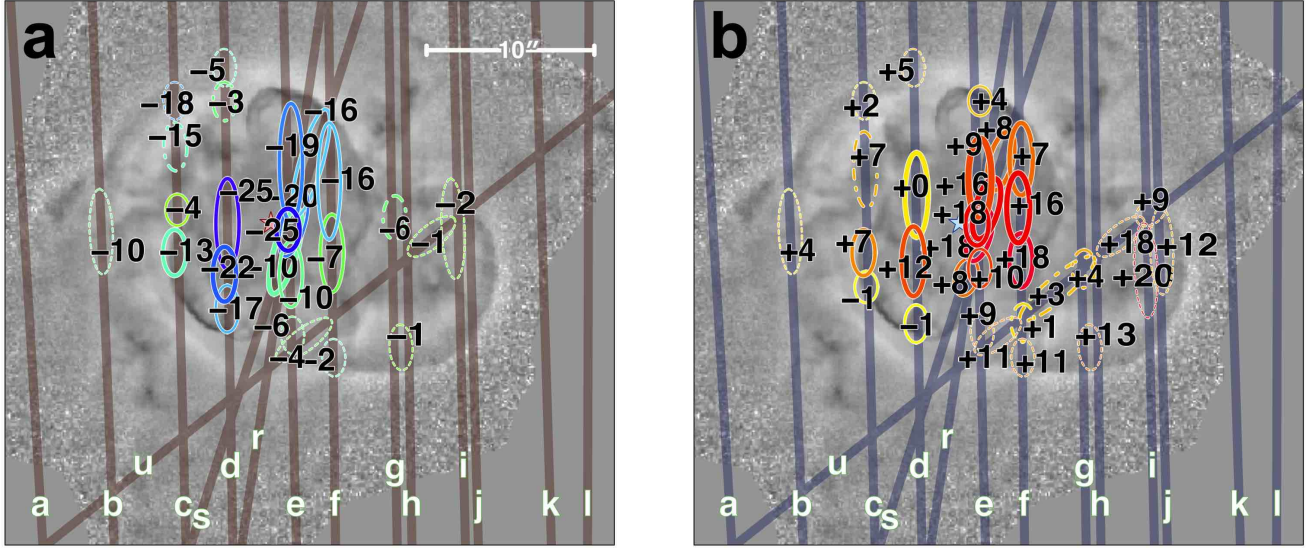 a
10″
−5
−18
−3
−16
−15
−19
−16
−25
−20
−4
−2
−25
−6
−1
−10
−13
−22
−10
−7
−17
−10
−6
−1
−4
−2
r
u
d
g
i
a
b
c
s
e
f
h
j
k
l
b
+5
+2
+4
+8
+9
+7
+7
+0
+16
+9
+18
+16
+7
+18
+18
+12
+4
+12
+18
+8
+10
+4
+20
−1
+3
−1
+9
+1
+13
+11
+11
r
u
d
g
i
a
b
c
s
e
f
h
j
k
l